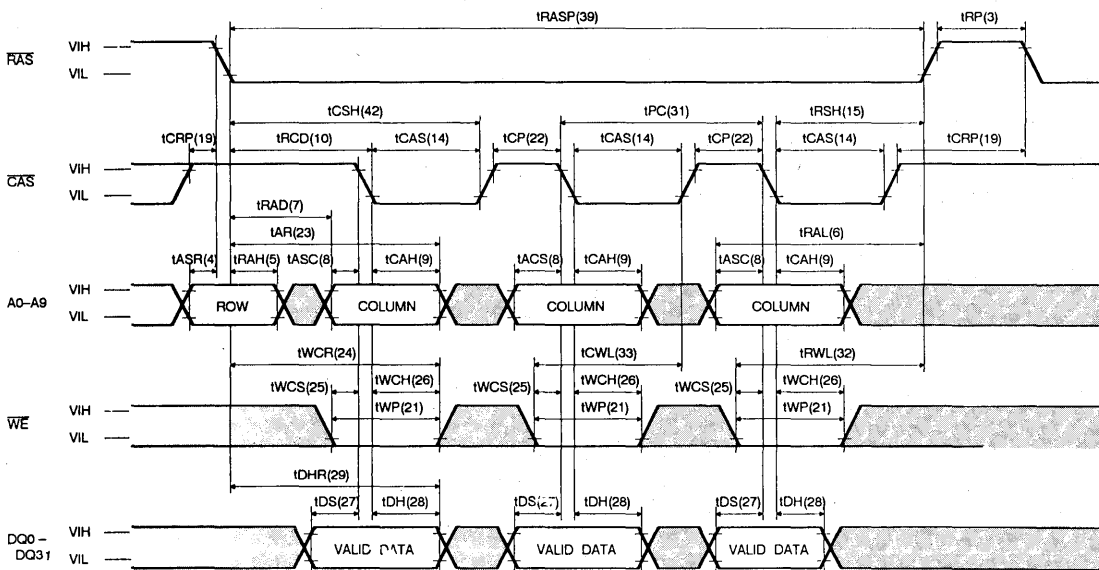 tRASP(39) tRP(3)
RAS VIH
VIL
tCSH(42) tPC(31) tRSH(15)
tCRP(19) tRCD(10) tCAS(14) tCP(22) tCAS(14) tCP(22) tCAS(14) tCRP(19)
CAS VIH
VIL
tRAD(7)
tAR(23) tRAL(6)
tASR(4) tRAH(5) tASC(8) tCAH(9) tACS(8) tCAH(9) tASC(8) tCAH(9)
A0–A9 VIH
VIL
ROW COLUMN COLUMN COLUMN
tWCR(24) tCWL(33) tRWL(32)
tWCS(25) tWCH(26) tWCS(25) tWCH(26) tWCS(25) tWCH(26)
tWP(21) tWP(21) tWP(21)
WE VIH
VIL
tDHR(29)
tDS(27) tDH(28) tDS(27) tDH(28) tDS(27) tDH(28)
DQ0 – VIH
DQ31 VIL
VALID DATA VALID DATA VALID DATA